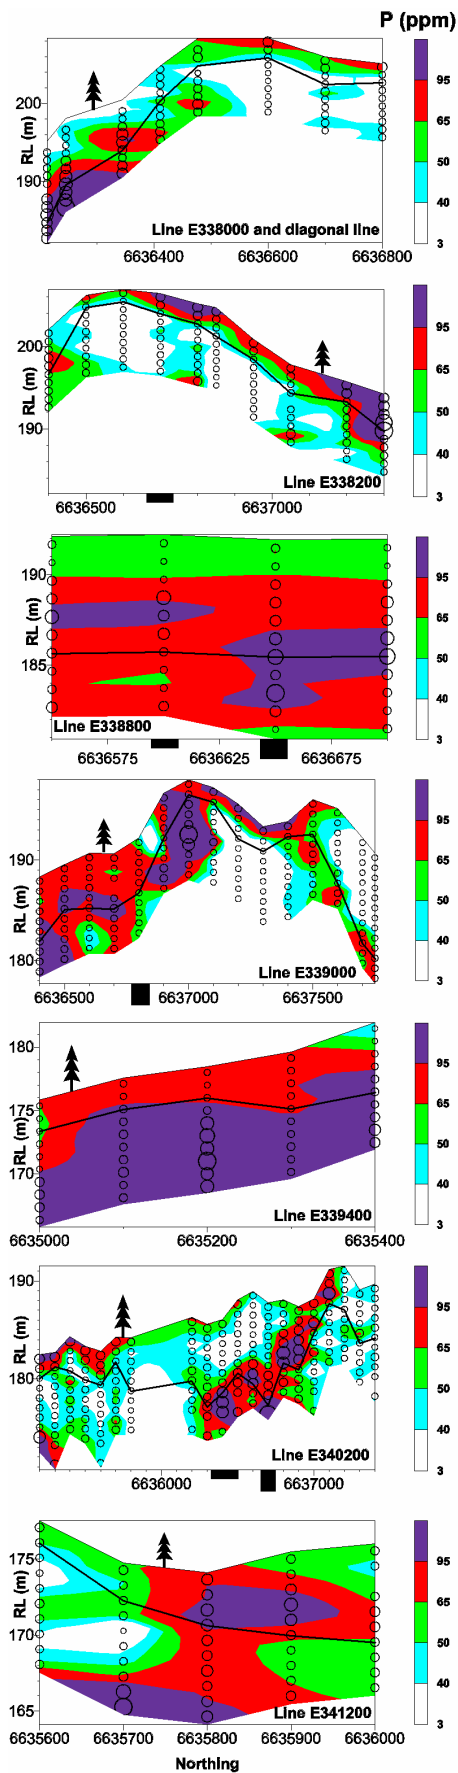 P (ppm)
200
190
RL (m)
95
65
50
40
3
Line E338000 and diagonal line
6636400 6636600 6636800
200
190
RL (m)
95
65
50
40
3
Line E338200
6636500 6637000
190
185
RL (m)
95
65
50
40
3
Line E338800
6636575 6636625 6636675
190
180
RL (m)
95
65
50
40
3
Line E339000
6636500 6637000 6637500
180
175
170
RL (m)
95
65
50
40
3
Line E339400
6635000 6635200 6635400
190
180
RL (m)
95
65
50
40
3
Line E340200
6636000 6637000
175
170
165
RL (m)
95
65
50
40
3
Line E341200
6635600 6635700 6635800 6635900 6636000
Northing